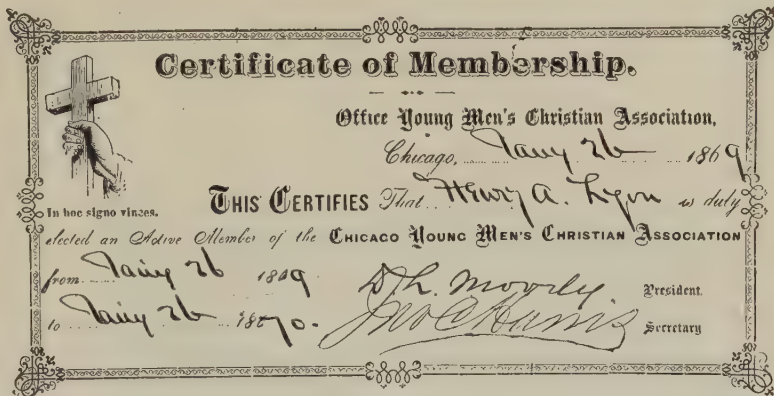 Certificate of Membership.
Office Young Men's Christian Association,
Chicago, Jany 26 1869
In hoc signo vinces.
THIS CERTIFIES That Henry A. Lyon is duly
elected an Active Member of the CHICAGO YOUNG MEN'S CHRISTIAN ASSOCIATION
from Jany 26 1869 D. L. Moody President.
to Jany 26 1870. Jno C Harris Secretary